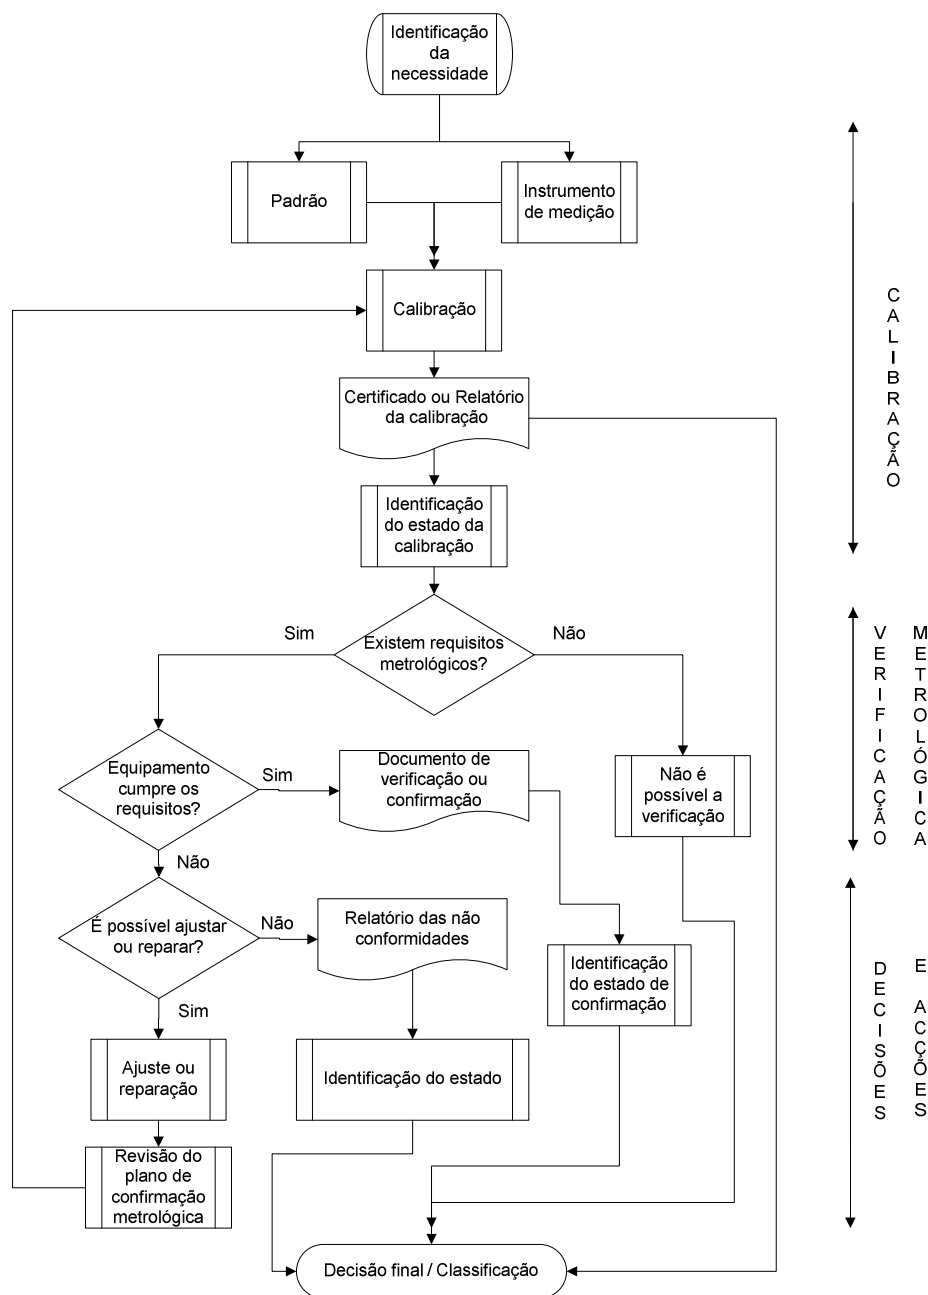 Identificação
da
necessidade
Padrão
Instrumento
de medição
Calibração
Certificado ou Relatório
da calibração
Identificação
do estado da
calibração
CALIBRAÇÃO
Existem requisitos
metrológicos?
Sim
Não
Equipamento
cumpre os
requisitos?
Sim
Documento de
verificação ou
confirmação
Não é
possível a
verificação
VERIFICAÇÃO
METROLÓGICA
Não
É possível ajustar
ou reparar?
Não
Relatório das não
conformidades
Identificação
do estado de
confirmação
Sim
Ajuste ou
reparação
Identificação do estado
Revisão do
plano de
confirmação
metrológica
DECISÕES
E ACÇÕES
Decisão final / Classificação